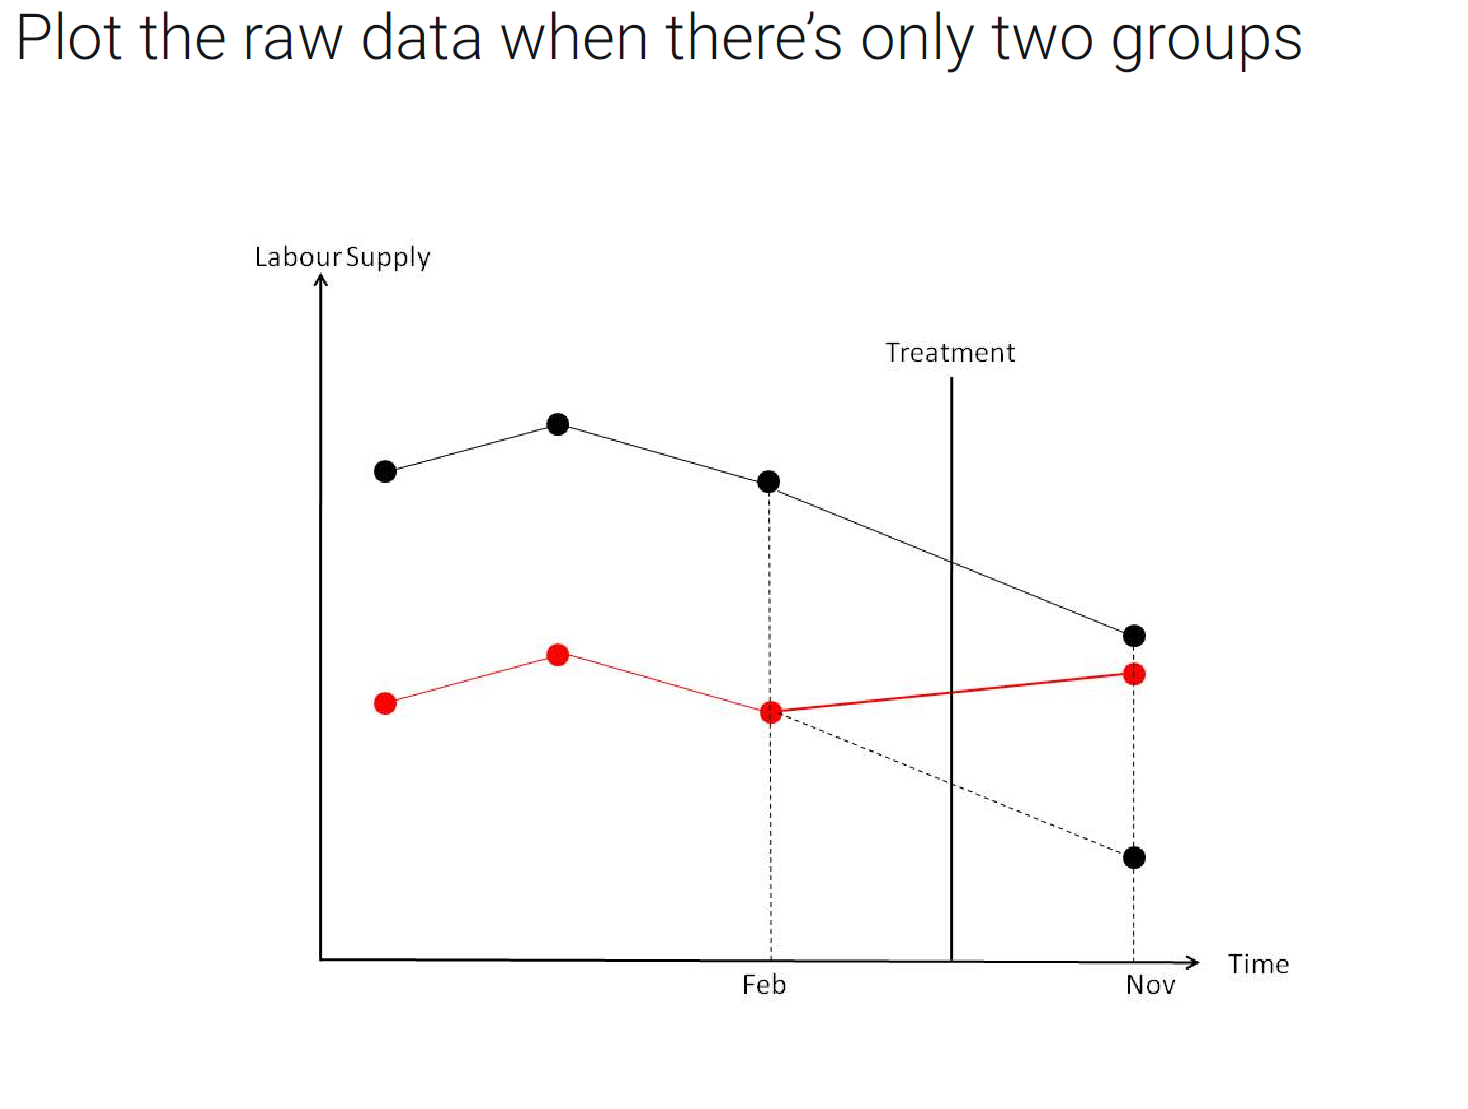 Plot the raw data when there’s only two groups
Labour Supply
Treatment
Time
Feb
Nov